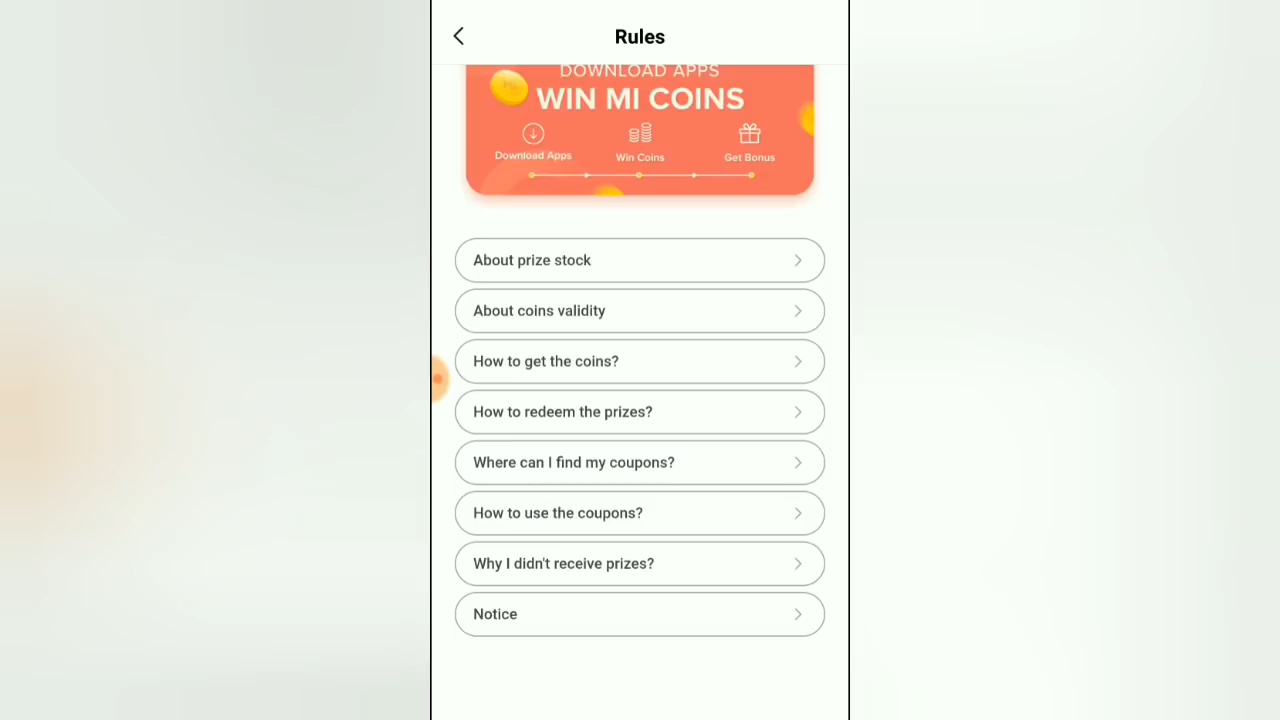 Rules
DOWNLOAD APPS
WIN MI COINS
Download Apps
Win Coins
Get Bonus
About prize stock
About coins validity
How to get the coins?
How to redeem the prizes?
Where can I find my coupons?
How to use the coupons?
Why I didn't receive prizes?
Notice